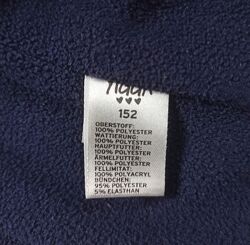 152
OBERSTOFF:
100% POLYESTER
WATTIERUNG:
100% POLYESTER
HAUPTFUTTER:
100% POLYESTER
ÄRMELFUTTER:
100% POLYESTER
FELLIMITAT:
100% POLYACRYL
BÜNDCHEN:
95% POLYESTER
5% ELASTHAN